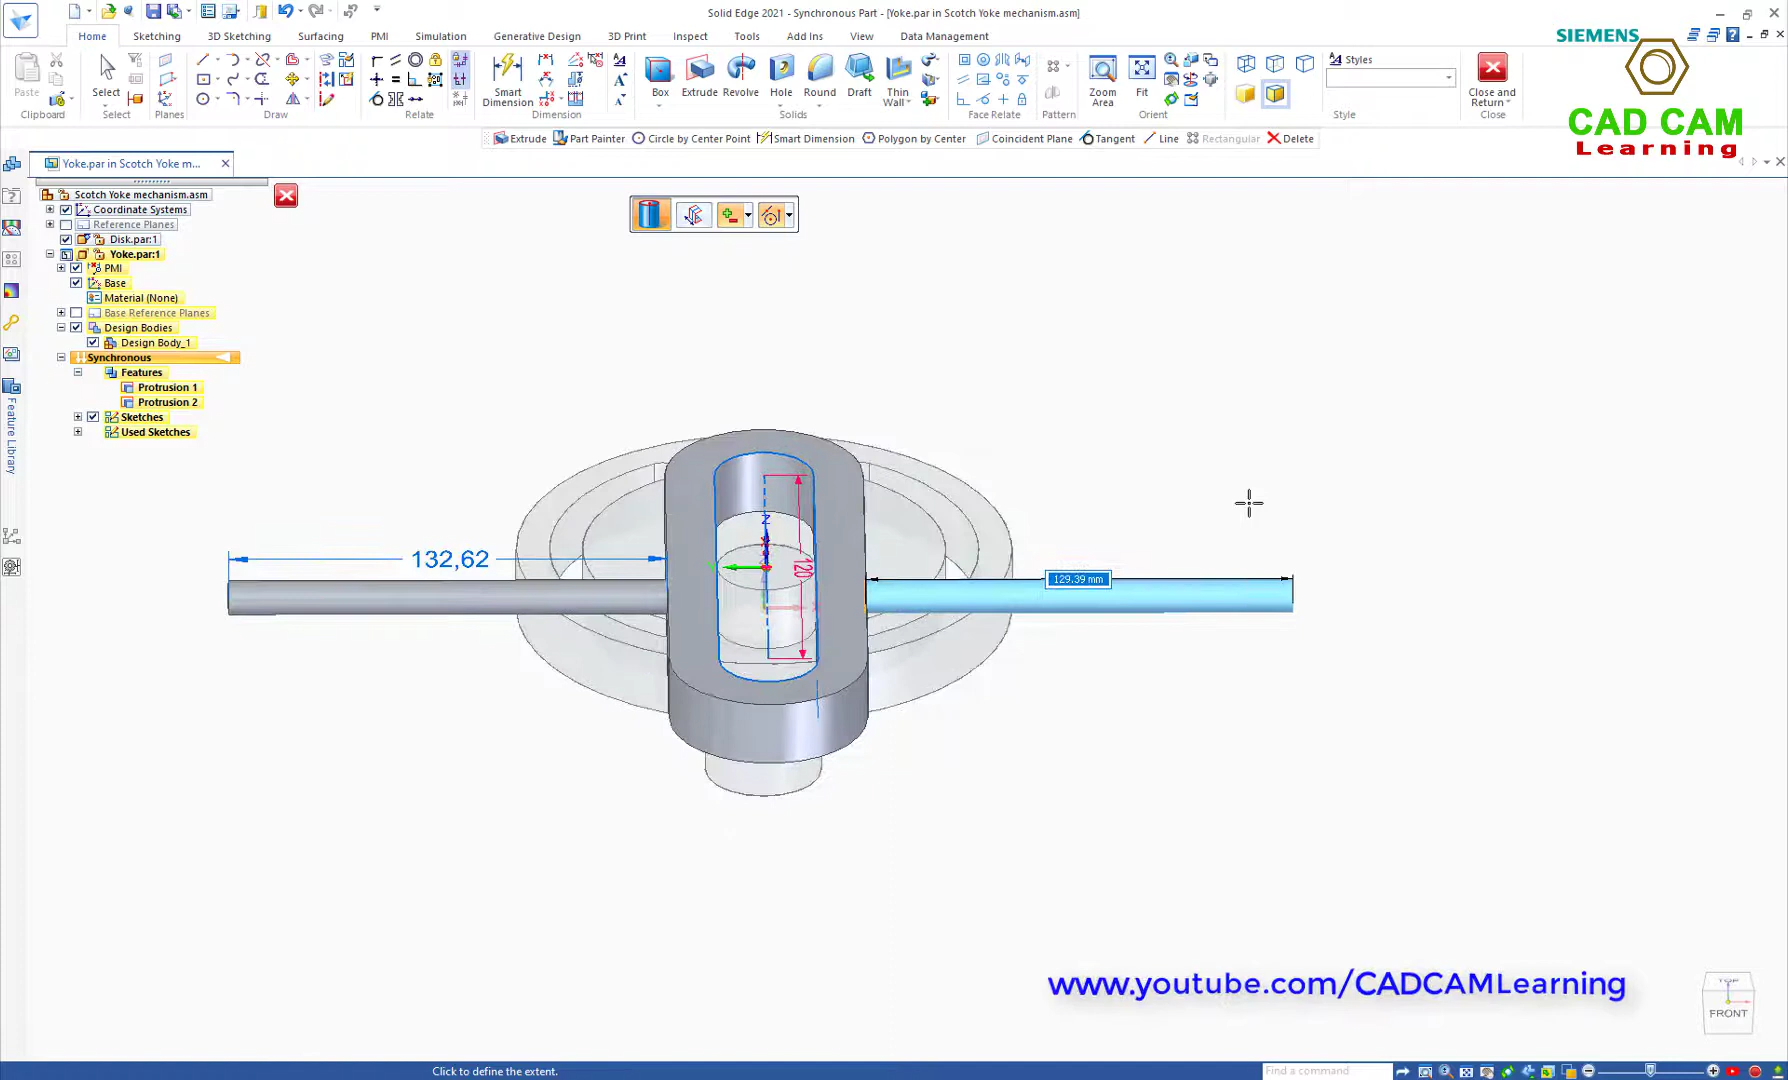 Solid Edge 2021 - Synchronous Part - [Yoke.par in Scotch Yoke mechanism.asm]
Home
Sketching
3D Sketching
Surfacing
PMI
Simulation
Generative Design
3D Print
Inspect
Tools
Add Ins
View
Data Management
SIEMENS
Paste
Clipboard
Select
Select
Planes
Draw
Relate
Smart
Dimension
Dimension
Box
Extrude
Revolve
Hole
Round
Draft
Thin
Wall
Solids
Face Relate
Pattern
Zoom
Area
Fit
Orient
Styles
Style
Close and
Return
Close
CAD CAM
Learning
Extrude
Part Painter
Circle by Center Point
Smart Dimension
Polygon by Center
Coincident Plane
Tangent
Line
Rectangular
Delete
Yoke.par in Scotch Yoke m...
Scotch Yoke mechanism.asm
Coordinate Systems
Reference Planes
Disk.par:1
Yoke.par:1
PMI
Base
Material (None)
Base Reference Planes
Design Bodies
Design Body_1
Synchronous
Features
Protrusion 1
Protrusion 2
Sketches
Used Sketches
Feature Library
132,62
120
Z
129.39 mm
www.youtube.com/CADCAMLearning
TOP
FRONT
Click to define the extent.
Find a command